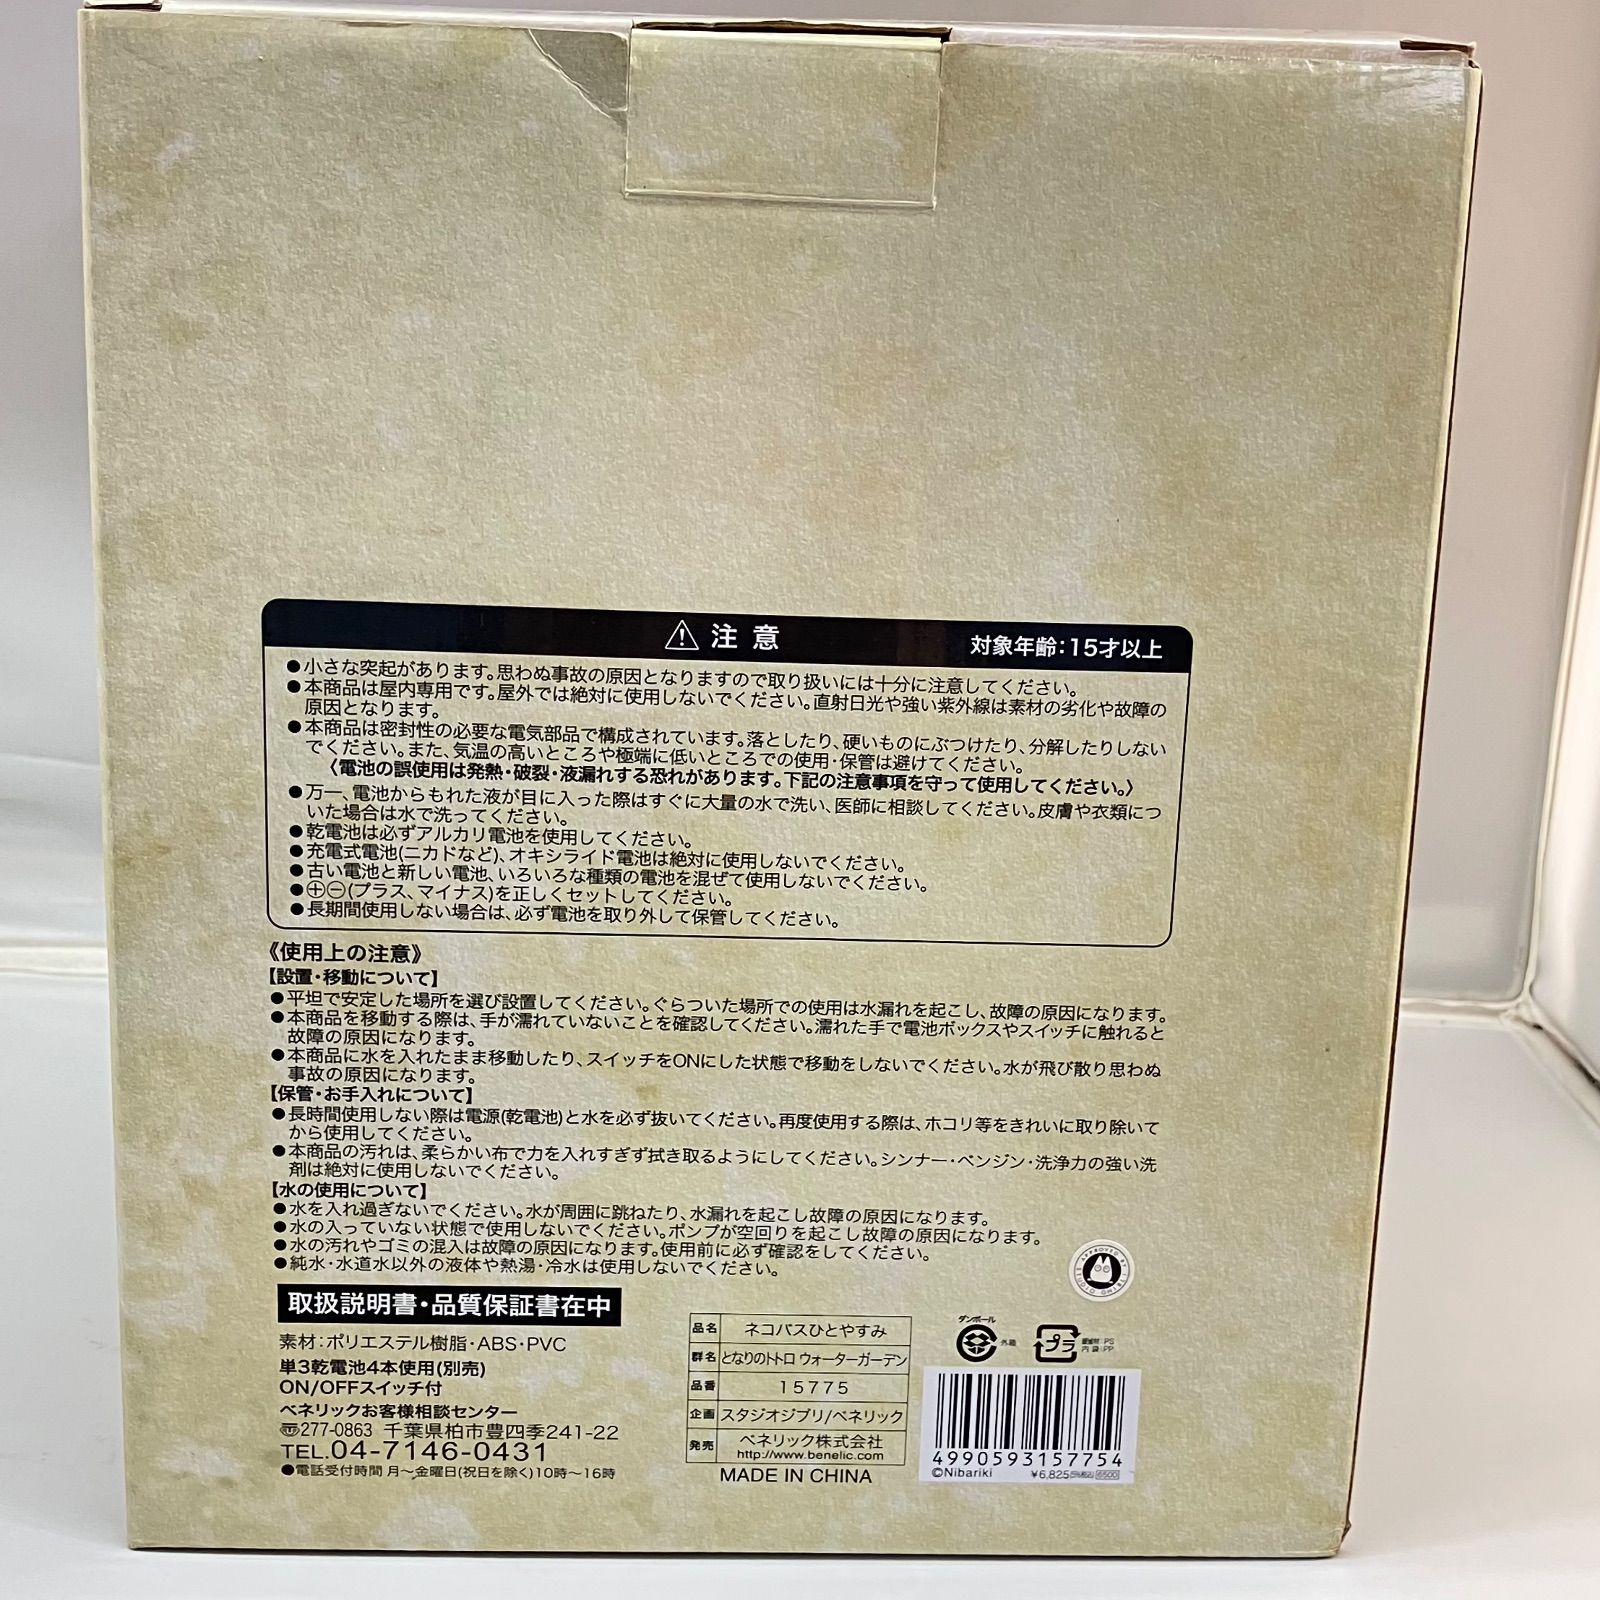 注意
対象年齢:15才以上
●小さな突起があります。思わぬ事故の原因となりますので取り扱いには十分に注意してください。
●本商品は屋内専用です。屋外では絶対に使用しないでください。直射日光や強い紫外線は素材の劣化や故障の
原因となります。
●本商品は密封性の必要な電気部品で構成されています。落としたり、硬いものにぶつけたり、分解したりしない
でください。また、気温の高いところや極端に低いところでの使用・保管は避けてください。
〈電池の誤使用は発熱・破裂・液漏れする恐れがあります。下記の注意事項を守って使用してください。〉
●万一、電池からもれた液が目に入った際はすぐに大量の水で洗い、医師に相談してください。皮膚や衣類につ
いた場合は水で洗ってください。
●乾電池は必ずアルカリ電池を使用してください。
●充電式電池(ニカドなど)、オキシライド電池は絶対に使用しないでください。
●古い電池と新しい電池、いろいろな種類の電池を混ぜて使用しないでください。
●⊕⊖(プラス、マイナス)を正しくセットしてください。
●長期間使用しない場合は、必ず電池を取り外して保管してください。
《使用上の注意》
【設置・移動について】
●平坦で安定した場所を選び設置してください。ぐらついた場所での使用は水漏れを起こし、故障の原因になります。
●本商品を移動する際は、手が濡れていないことを確認してください。濡れた手で電池ボックスやスイッチに触れると
故障の原因になります。
●本商品に水を入れたまま移動したり、スイッチをONにした状態で移動をしないでください。水が飛び散り思わぬ
事故の原因になります。
【保管・お手入れについて】
●長時間使用しない際は電源(乾電池)と水を必ず抜いてください。再度使用する際は、ホコリ等をきれいに取り除いて
から使用してください。
●本商品の汚れは、柔らかい布で力を入れすぎず拭き取るようにしてください。シンナー・ベンジン・洗浄力の強い洗
剤は絶対に使用しないでください。
【水の使用について】
●水を入れ過ぎないでください。水が周囲に跳ねたり、水漏れを起こし故障の原因になります。
●水の入っていない状態で使用しないでください。ポンプが空回りを起こし故障の原因になります。
●水の汚れやゴミの混入は故障の原因になります。使用前に必ず確認をしてください。
●純水・水道水以外の液体や熱湯・冷水は使用しないでください。
取扱説明書・品質保証書在中
素材:ポリエステル樹脂・ABS・PVC
単3乾電池4本使用(別売)
ON/OFFスイッチ付
ベネリックお客様相談センター
〠277-0863 千葉県柏市豊四季241-22
TEL.04-7146-0431
●電話受付時間 月〜金曜日(祝日を除く)10時〜16時
品名 ネコバスひとやすみ
群名 となりのトトロ ウォーターガーデン
品番 15775
企画 スタジオジブリ/ベネリック
発売 ベネリック株式会社
http://www.benelic.com
MADE IN CHINA
APPROVED BY STUDIO GHIBLI
ダンボール
外箱
プラ
PS
内袋:PP
4990593157754
©Nibariki ¥6,825
6500